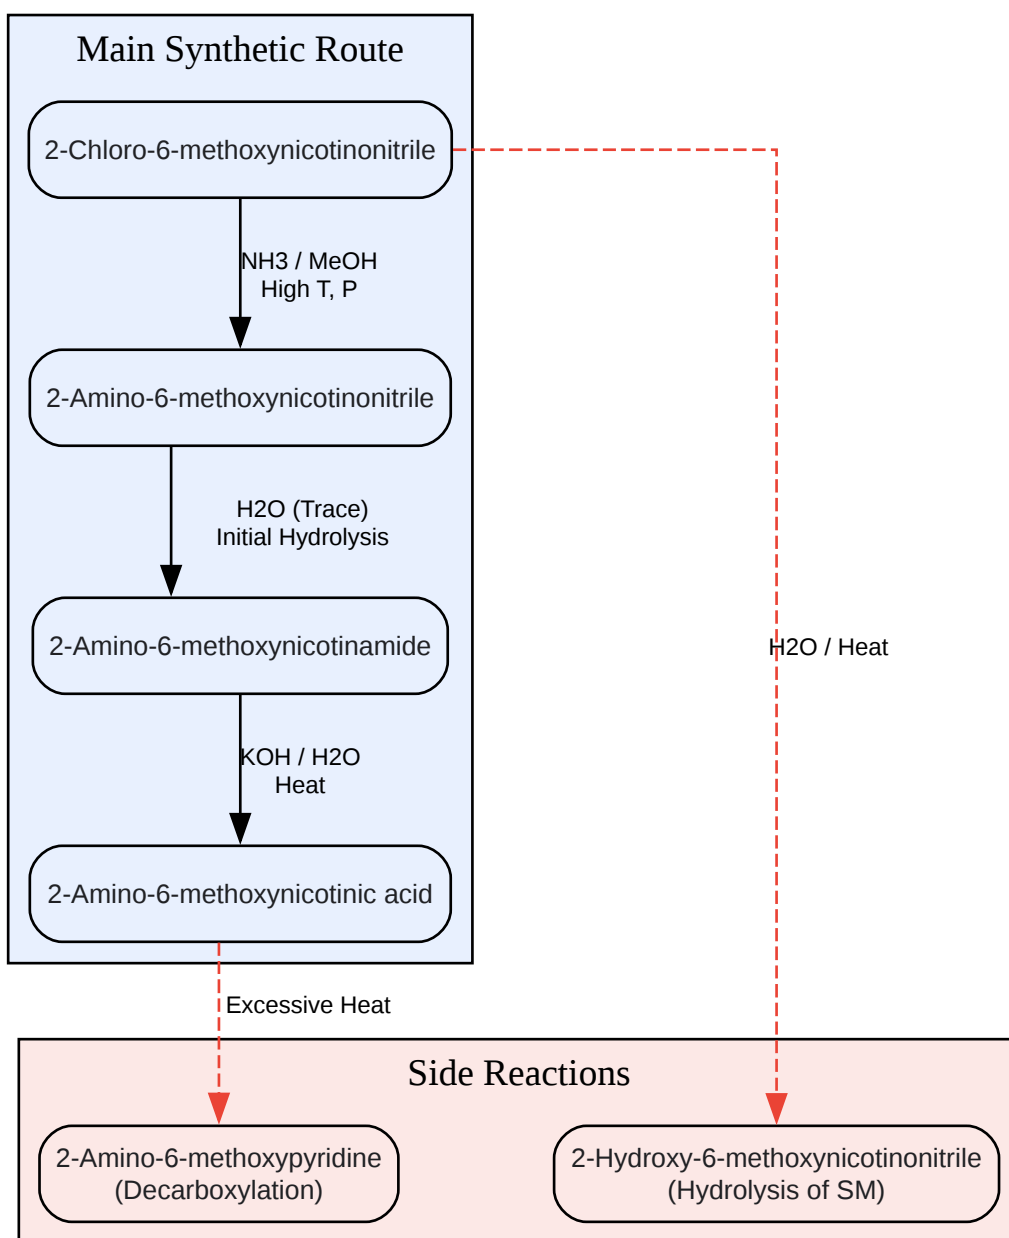 Main Synthetic Route
2-Chloro-6-methoxynicotinonitrile
NH3 / MeOH
High T, P
2-Amino-6-methoxynicotinonitrile
H2O (Trace)
Initial Hydrolysis
2-Amino-6-methoxynicotinamide
H2O / Heat
KOH / H2O
Heat
2-Amino-6-methoxynicotinic acid
Excessive Heat
Side Reactions
2-Amino-6-methoxypyridine
(Decarboxylation)
2-Hydroxy-6-methoxynicotinonitrile
(Hydrolysis of SM)